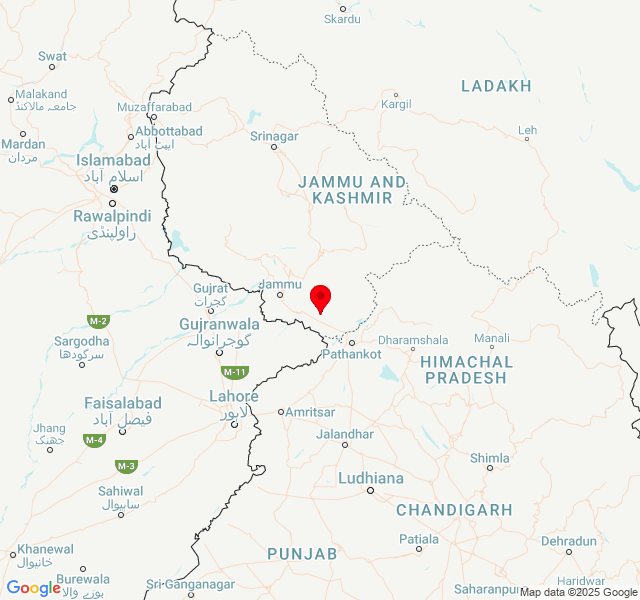 Skardu
Swat
LADAKH
Malakand
جامعہ مالاکنڈ
Kargil
Muzaffarabad
Mardan
مردان
Abbottabad
ایبٹ آباد
Srinagar
Leh
Islamabad
اسلام آباد
JAMMU AND
KASHMIR
Rawalpindi
راولپنڈی
Gujrat
گجرات
Jammu
M-2
Sargodha
سرگودھا
Gujranwala
گوجرانوالہ
Pathankot
Dharamshala
Manali
HIMACHAL
PRADESH
M-11
Faisalabad
فیصل آباد
Lahore
لاہور
Amritsar
Jhang
جھنگ
M-4
Jalandhar
M-3
Shimla
Ludhiana
Sahiwal
ساہیوال
CHANDIGARH
Patiala
Khanewal
خانیوال
PUNJAB
Dehradun
Burewala
بورے والا
Sri Ganganagar
Saharanpur
Haridwar
Google
Map data ©2025 Google